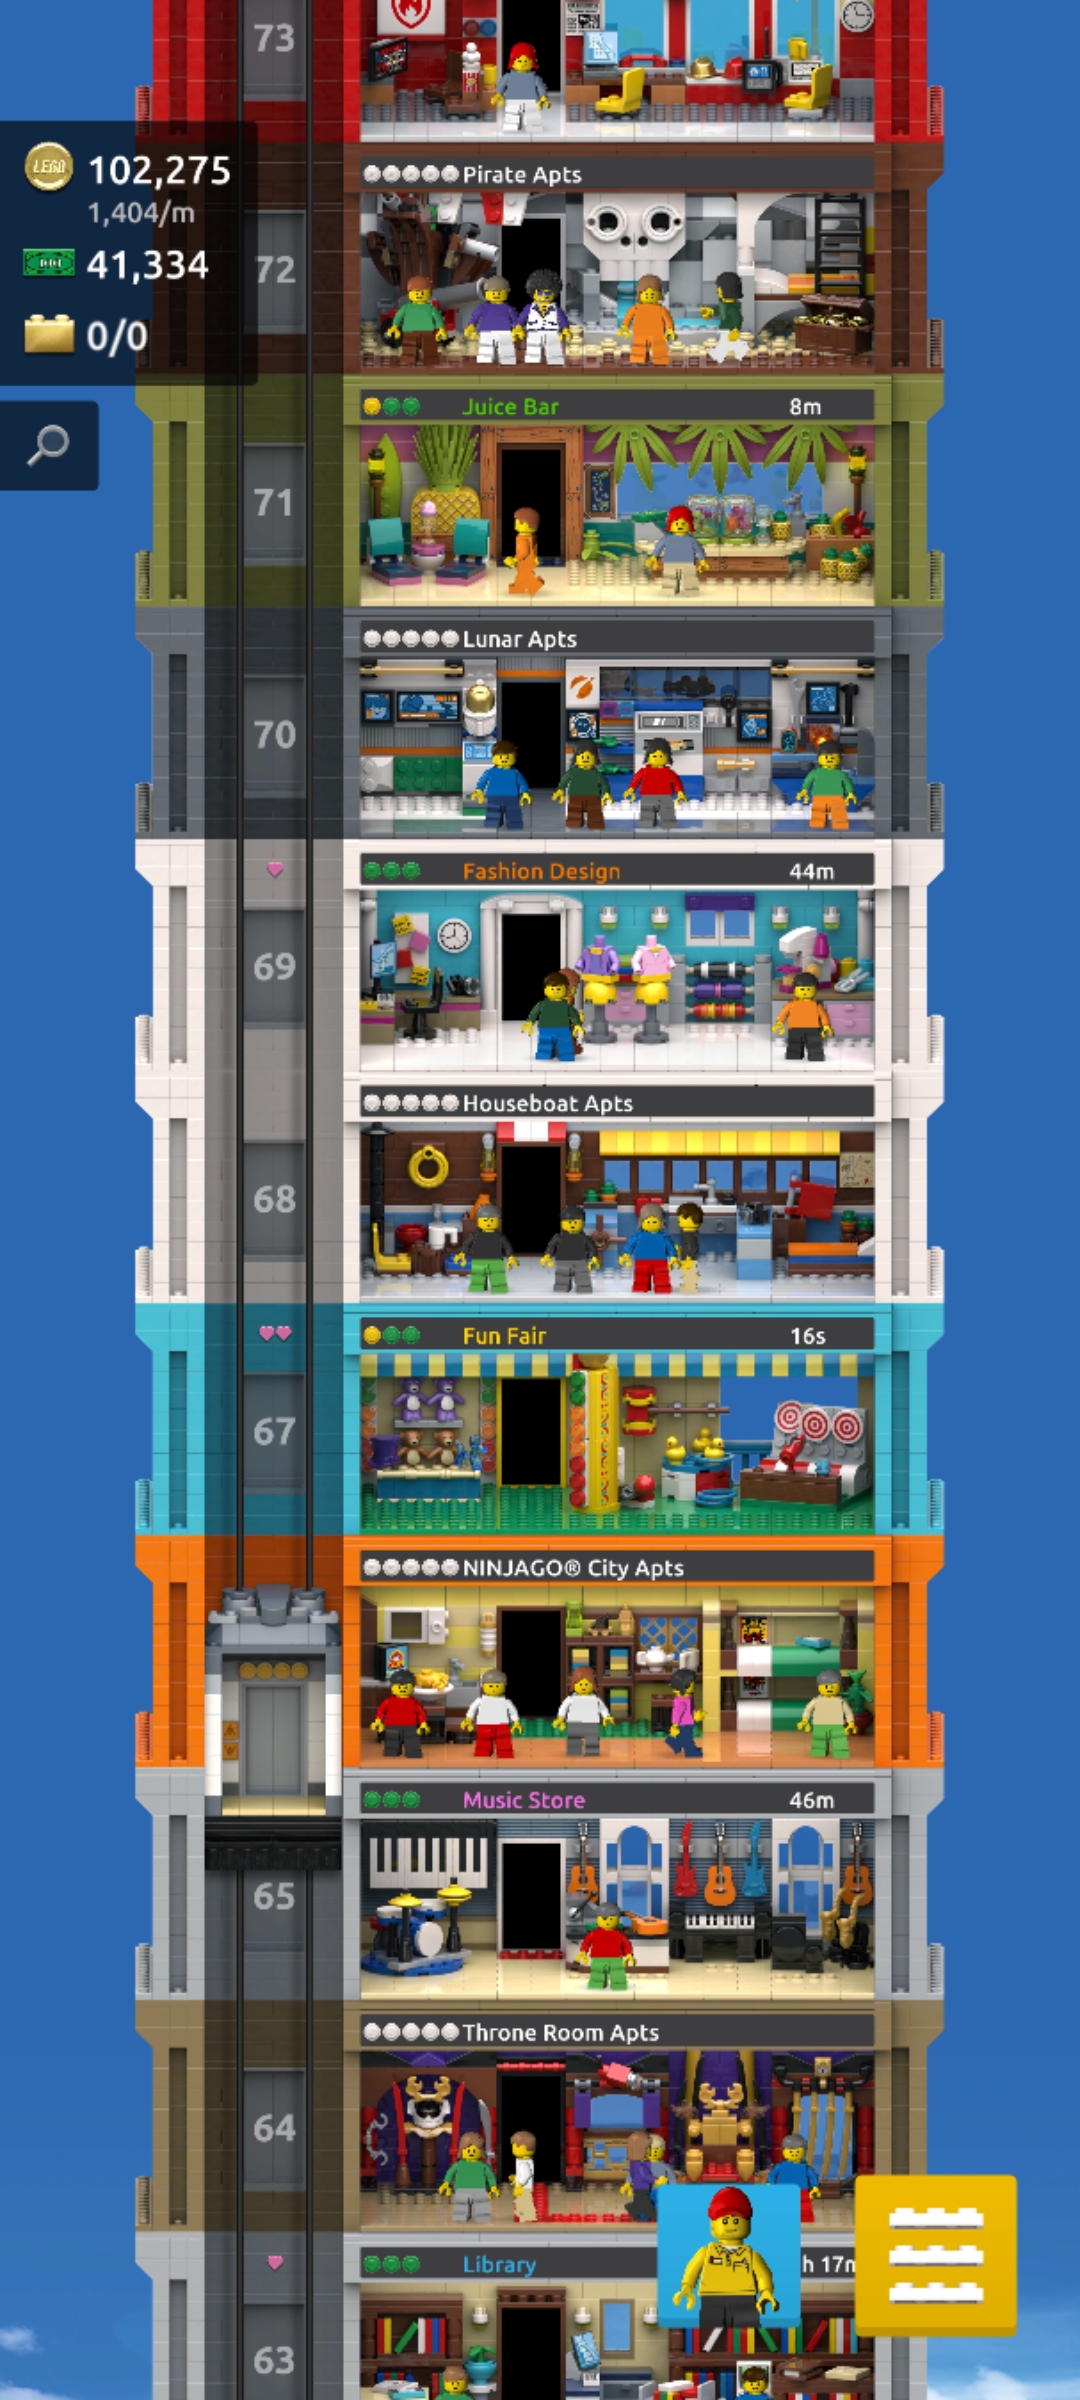 73
LEGO 102,275
1,404/m
41,334
0/0
Pirate Apts
72
Juice Bar 8m
71
Lunar Apts
70
Fashion Design 44m
69
Houseboat Apts
68
Fun Fair 16s
67
NINJAGO® City Apts
Music Store 46m
65
Throne Room Apts
64
Library h 17m
63